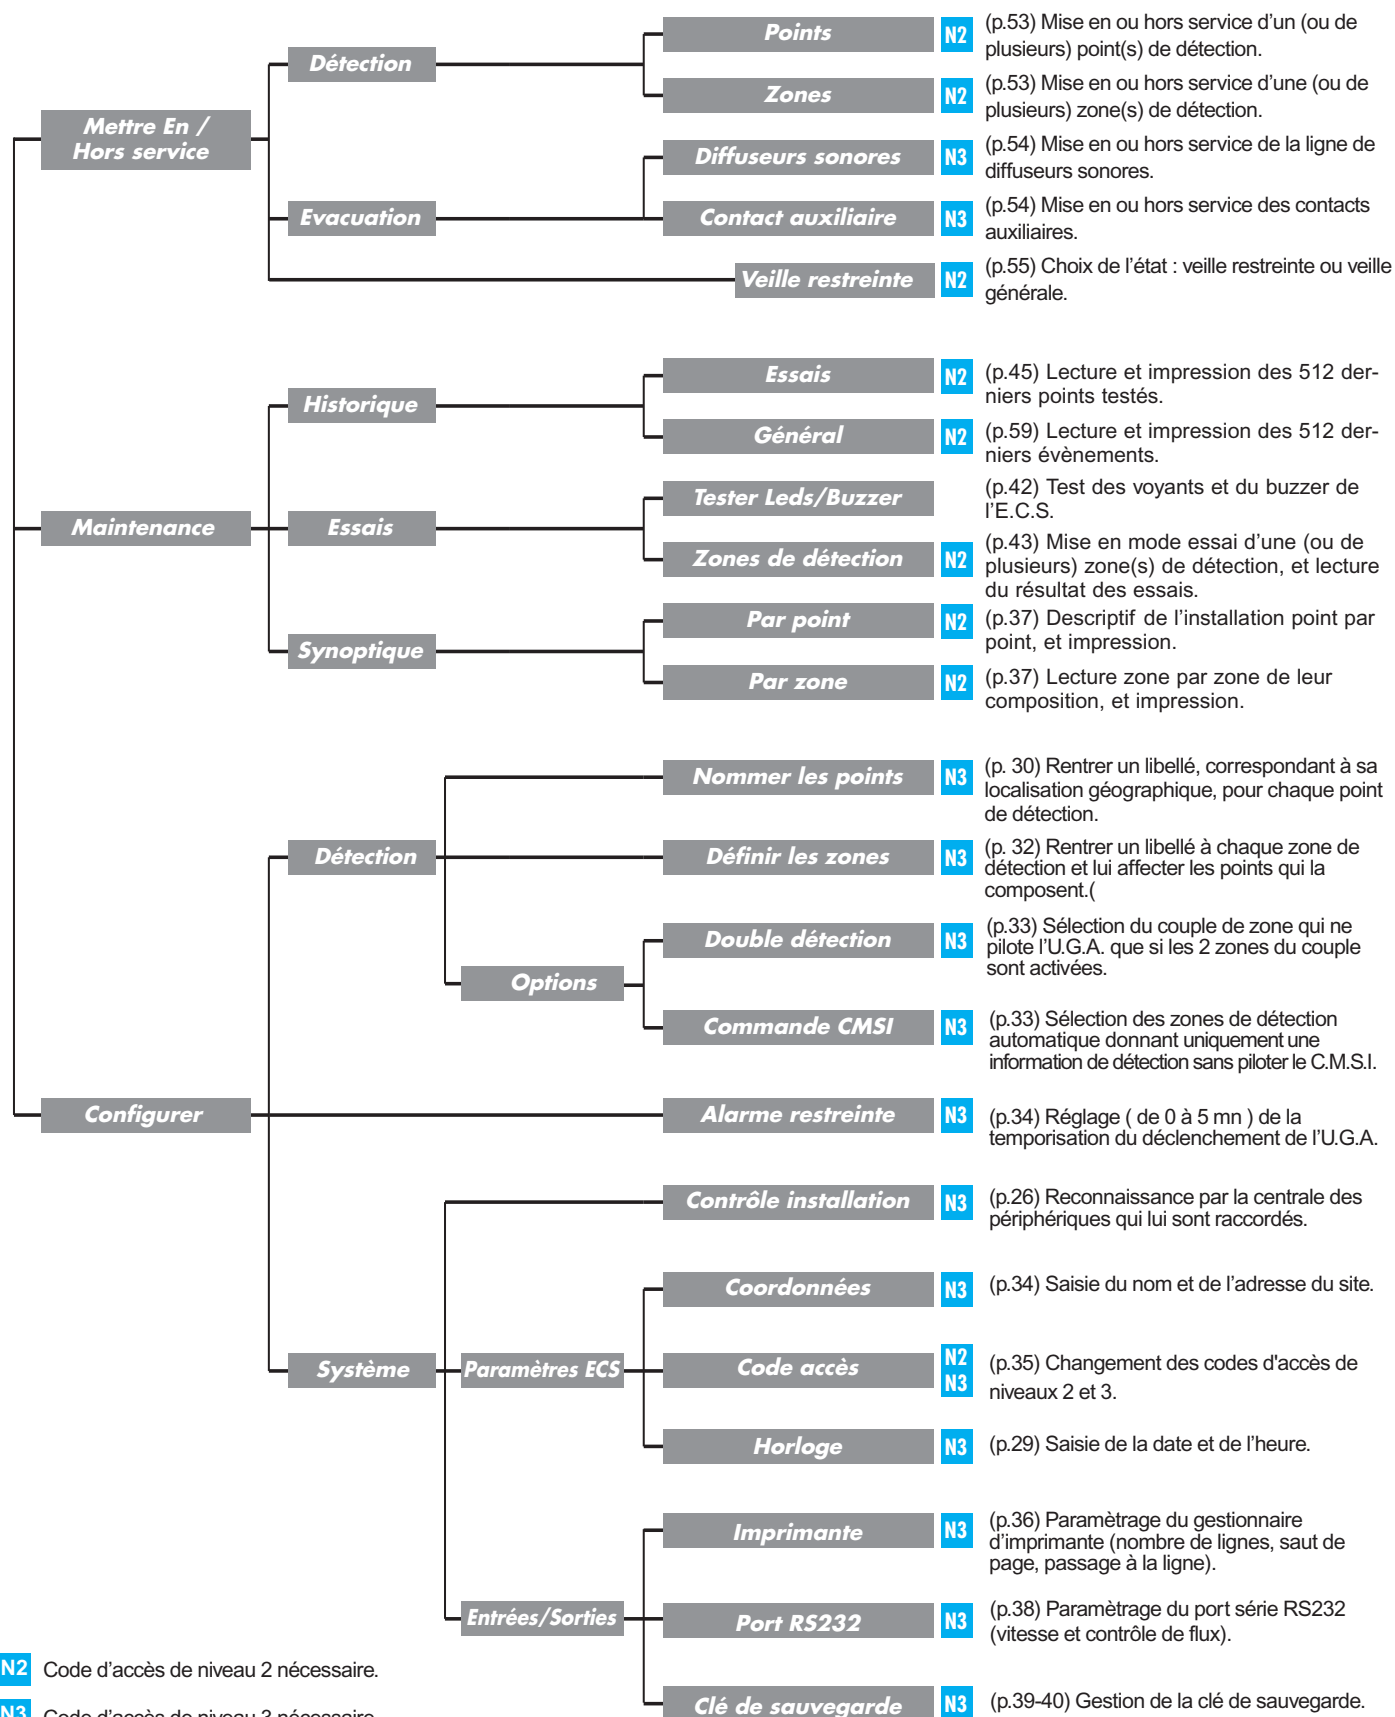 Mettre En /
Hors service
Détection
Points
N2
(p.53) Mise en ou hors service d’un (ou de
plusieurs) point(s) de détection.
Zones
N2
(p.53) Mise en ou hors service d’une (ou de
plusieurs) zone(s) de détection.
Evacuation
Diffuseurs sonores
N3
(p.54) Mise en ou hors service de la ligne de
diffuseurs sonores.
Contact auxiliaire
N3
(p.54) Mise en ou hors service des contacts
auxiliaires.
Veille restreinte
N2
(p.55) Choix de l’état : veille restreinte ou veille
générale.
Maintenance
Historique
Essais
N2
(p.45) Lecture et impression des 512 der-
niers points testés.
Général
N2
(p.59) Lecture et impression des 512 der-
niers évènements.
Essais
Tester Leds/Buzzer
(p.42) Test des voyants et du buzzer de
l’E.C.S.
Zones de détection
N2
(p.43) Mise en mode essai d’une (ou de
plusieurs) zone(s) de détection, et lecture
du résultat des essais.
Synoptique
Par point
N2
(p.37) Descriptif de l’installation point par
point, et impression.
Par zone
N2
(p.37) Lecture zone par zone de leur
composition, et impression.
Configurer
Détection
Nommer les points
N3
(p. 30) Rentrer un libellé, correspondant à sa
localisation géographique, pour chaque point
de détection.
Définir les zones
N3
(p. 32) Rentrer un libellé à chaque zone de
détection et lui affecter les points qui la
composent.(
Options
Double détection
N3
(p.33) Sélection du couple de zone qui ne
pilote l’U.G.A. que si les 2 zones du couple
sont activées.
Commande CMSI
N3
(p.33) Sélection des zones de détection
automatique donnant uniquement une
information de détection sans piloter le C.M.S.I.
Alarme restreinte
N3
(p.34) Réglage ( de 0 à 5 mn ) de la
temporisation du déclenchement de l’U.G.A.
Système
Contrôle installation
N3
(p.26) Reconnaissance par la centrale des
périphériques qui lui sont raccordés.
Paramètres ECS
Coordonnées
N3
(p.34) Saisie du nom et de l’adresse du site.
Code accès
N2
N3
(p.35) Changement des codes d'accès de
niveaux 2 et 3.
Horloge
N3
(p.29) Saisie de la date et de l’heure.
Entrées/Sorties
Imprimante
N3
(p.36) Paramètrage du gestionnaire
d’imprimante (nombre de lignes, saut de
page, passage à la ligne).
Port RS232
N3
(p.38) Paramètrage du port série RS232
(vitesse et contrôle de flux).
Clé de sauvegarde
N3
(p.39-40) Gestion de la clé de sauvegarde.
N2 Code d’accès de niveau 2 nécessaire.
N3 Code d’accès de niveau 3 nécessaire.